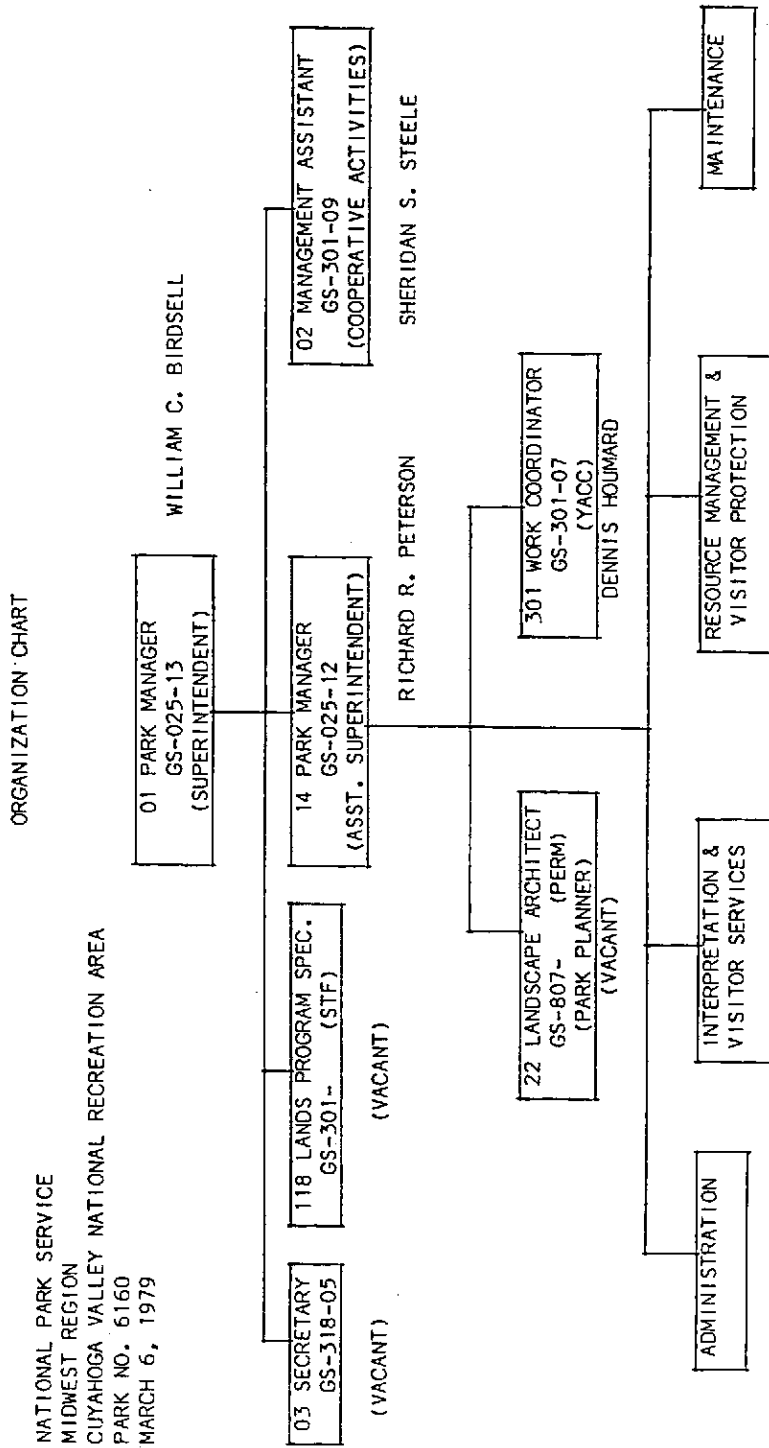 ORGANIZATION CHART
NATIONAL PARK SERVICE
MIDWEST REGION
CUYAHOGA VALLEY NATIONAL RECREATION AREA
PARK NO. 6160
MARCH 6, 1979
01 PARK MANAGER
GS-025-13
(SUPERINTENDENT)
WILLIAM C. BIRDSELL
03 SECRETARY
GS-318-05
(VACANT)
118 LANDS PROGRAM SPEC.
GS-301- (STF)
(VACANT)
14 PARK MANAGER
GS-025-12
(ASST. SUPERINTENDENT)
RICHARD R. PETERSON
02 MANAGEMENT ASSISTANT
GS-301-09
(COOPERATIVE ACTIVITIES)
SHERIDAN S. STEELE
22 LANDSCAPE ARCHITECT
GS-807- (PERM)
(PARK PLANNER)
(VACANT)
301 WORK COORDINATOR
GS-301-07
(YACC)
DENNIS HOUMARD
ADMINISTRATION
INTERPRETATION &
VISITOR SERVICES
RESOURCE MANAGEMENT &
VISITOR PROTECTION
MAINTENANCE